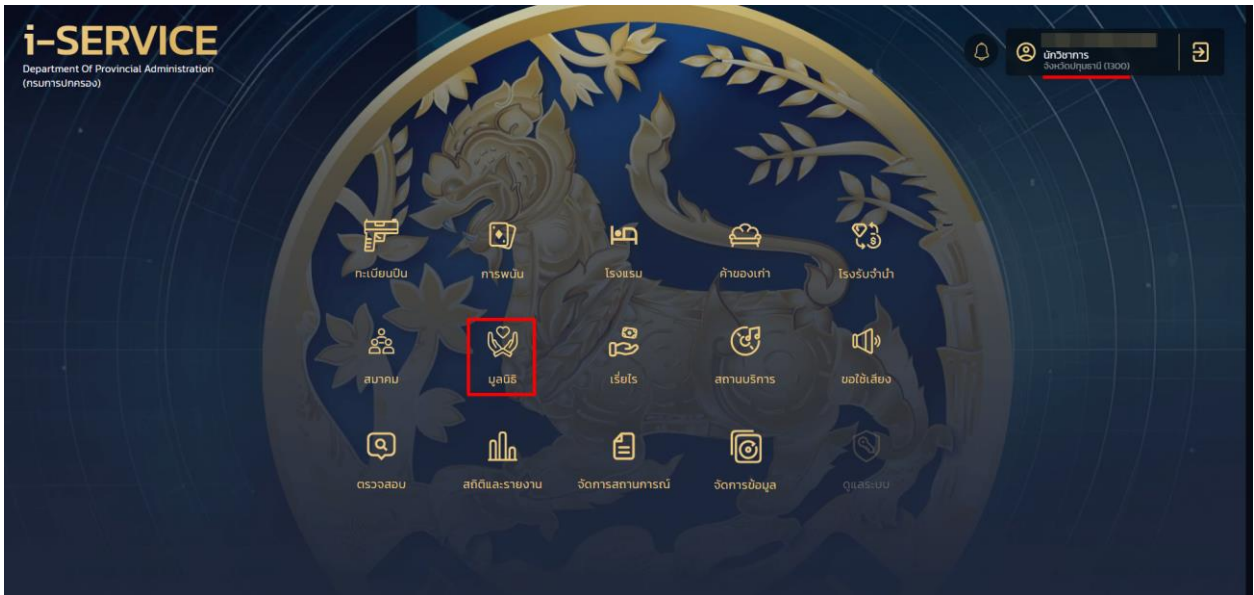 i-SERVICE
Department Of Provincial Administration
(กรมการปกครอง)
นักวิชาการ
จังหวัดปทุมธานี (1300)
ทะเบียนปืน
การพนัน
โรงแรม
ค้าของเก่า
โรงรับจำนำ
สมาคม
มูลนิธิ
เรี่ยไร
สถานบริการ
ขอใช้เสียง
ตรวจสอบ
สถิติและรายงาน
จัดการสถานการณ์
จัดการข้อมูล
ดูแลระบบ